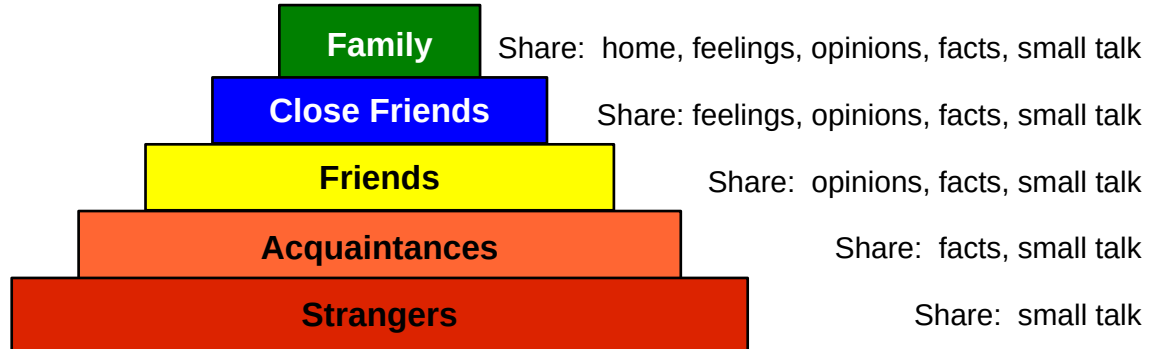 Family Share: home, feelings, opinions, facts, small talk
Close Friends Share: feelings, opinions, facts, small talk
Friends Share: opinions, facts, small talk
Acquaintances Share: facts, small talk
Strangers Share: small talk